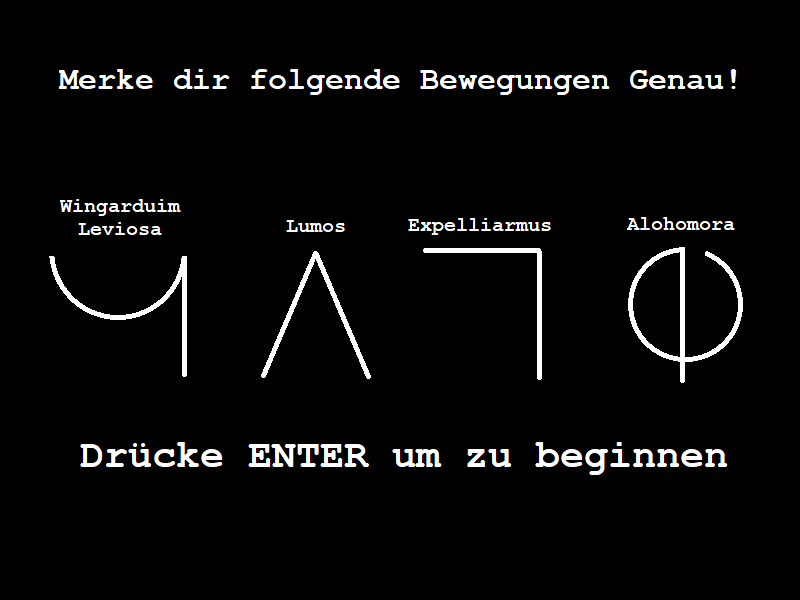 Merke dir folgende Bewegungen Genau!
Wingarduim
Leviosa
Lumos
Expelliarmus
Alohomora
Drücke ENTER um zu beginnen